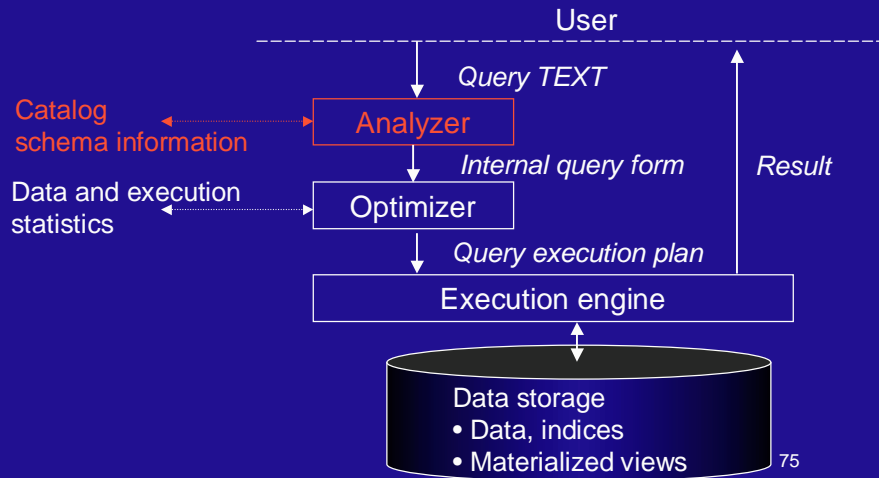 User
Query TEXT
Catalog
schema information
Analyzer
Internal query form
Result
Data and execution
statistics
Optimizer
Query execution plan
Execution engine
Data storage
• Data, indices
• Materialized views
75